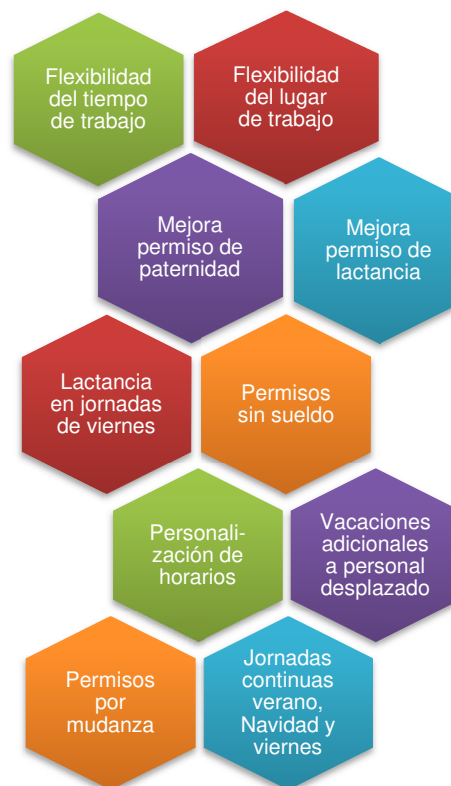 Flexibilidad
del tiempo
de trabajo
Flexibilidad
del lugar
de trabajo
Mejora
permiso de
paternidad
Mejora
permiso de
lactancia
Lactancia
en jornadas
de viernes
Permisos
sin sueldo
Personali-
zación de
horarios
Vacaciones
adicionales
a personal
desplazado
Permisos
por
mudanza
Jornadas
continuas
verano,
Navidad y
viernes